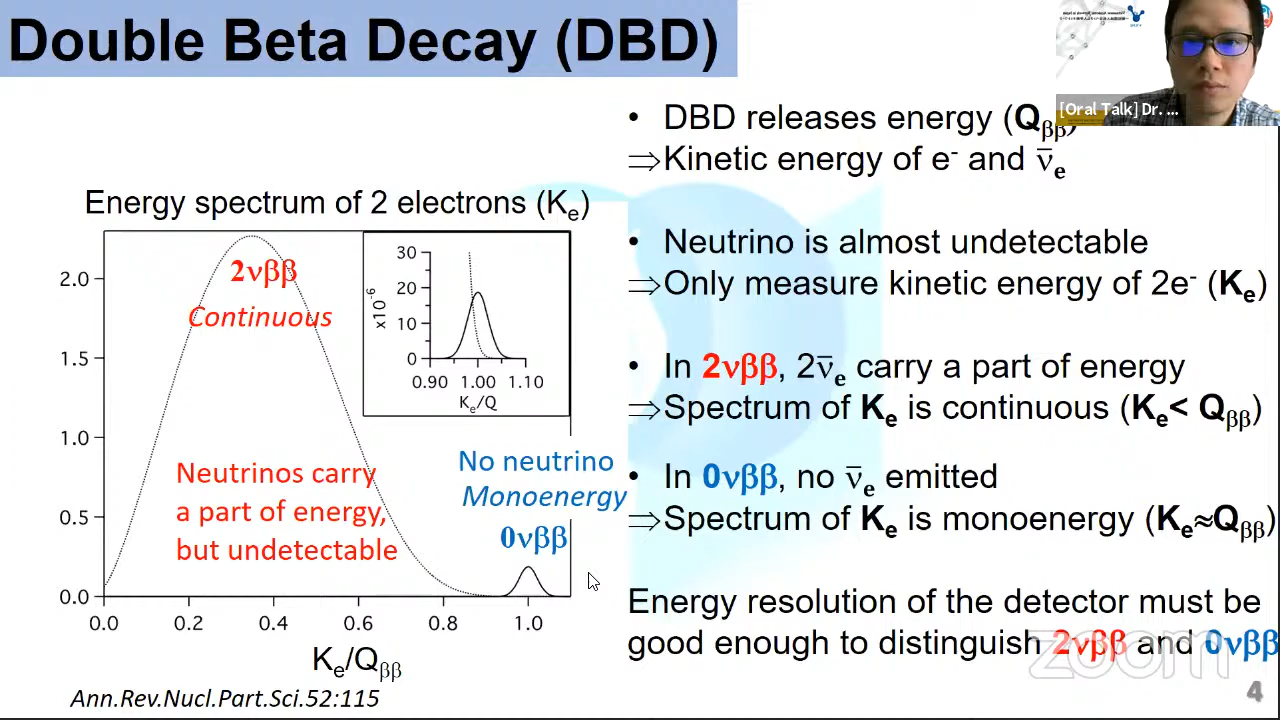 Double Beta Decay (DBD)
[Oral Talk] Dr. ...
• DBD releases energy (Qββ)
⇒Kinetic energy of e⁻ and ν̅e
Energy spectrum of 2 electrons (Ke)
• Neutrino is almost undetectable
⇒Only measure kinetic energy of 2e⁻ (Ke)
• In 2νββ, 2ν̅e carry a part of energy
⇒Spectrum of Ke is continuous (Ke< Qββ)
• In 0νββ, no ν̅e emitted
⇒Spectrum of Ke is monoenergy (Ke≈Qββ)
Energy resolution of the detector must be
good enough to distinguish 2νββ and 0νββ
2νββ
Continuous
Neutrinos carry
a part of energy,
but undetectable
No neutrino
Monoenergy
0νββ
2.0
1.5
1.0
0.5
0.0
0.0 0.2 0.4 0.6 0.8 1.0
Ke/Qββ
30
20
10
0
x10⁻⁶
0.90 1.00 1.10
Ke/Q
Ann.Rev.Nucl.Part.Sci.52:115
zoom
4